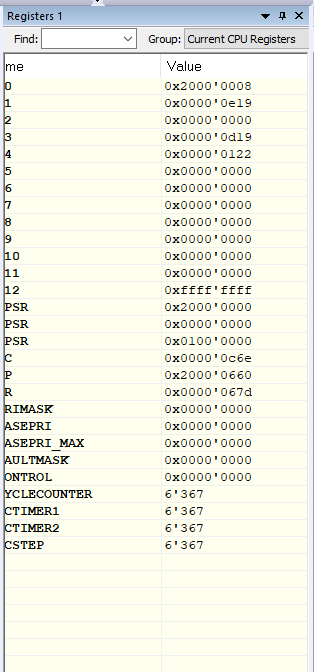 Registers 1
Find: Group: Current CPU Registers
me Value
0 0x2000'0008
1 0x0000'0e19
2 0x0000'0000
3 0x0000'0d19
4 0x0000'0122
5 0x0000'0000
6 0x0000'0000
7 0x0000'0000
8 0x0000'0000
9 0x0000'0000
10 0x0000'0000
11 0x0000'0000
12 0xffff'ffff
PSR 0x2000'0000
PSR 0x0000'0000
PSR 0x0100'0000
C 0x0000'0c6e
P 0x2000'0660
R 0x0000'067d
RIMASK 0x0000'0000
ASEPRI 0x0000'0000
ASEPRI_MAX 0x0000'0000
AULTMASK 0x0000'0000
ONTROL 0x0000'0000
YCLECOUNTER 6'367
CTIMER1 6'367
CTIMER2 6'367
CSTEP 6'367